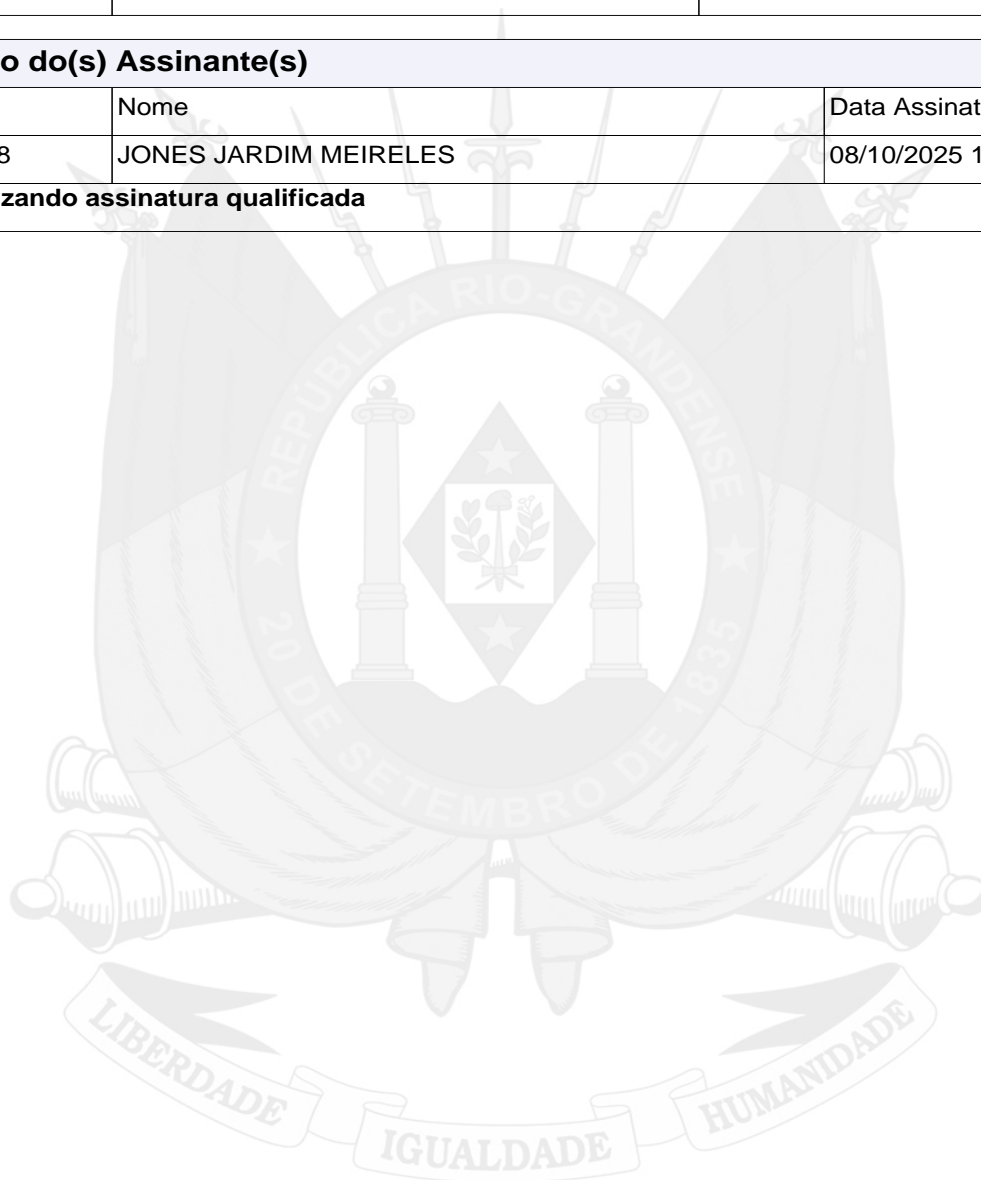 o do(s) Assinante(s)
Nome Data Assinat
8 JONES JARDIM MEIRELES 08/10/2025 1
zando assinatura qualificada
REPÚBLICA RIO-GRANDENSE
20 DE SETEMBRO DE 1835
LIBERDADE IGUALDADE HUMANIDADE